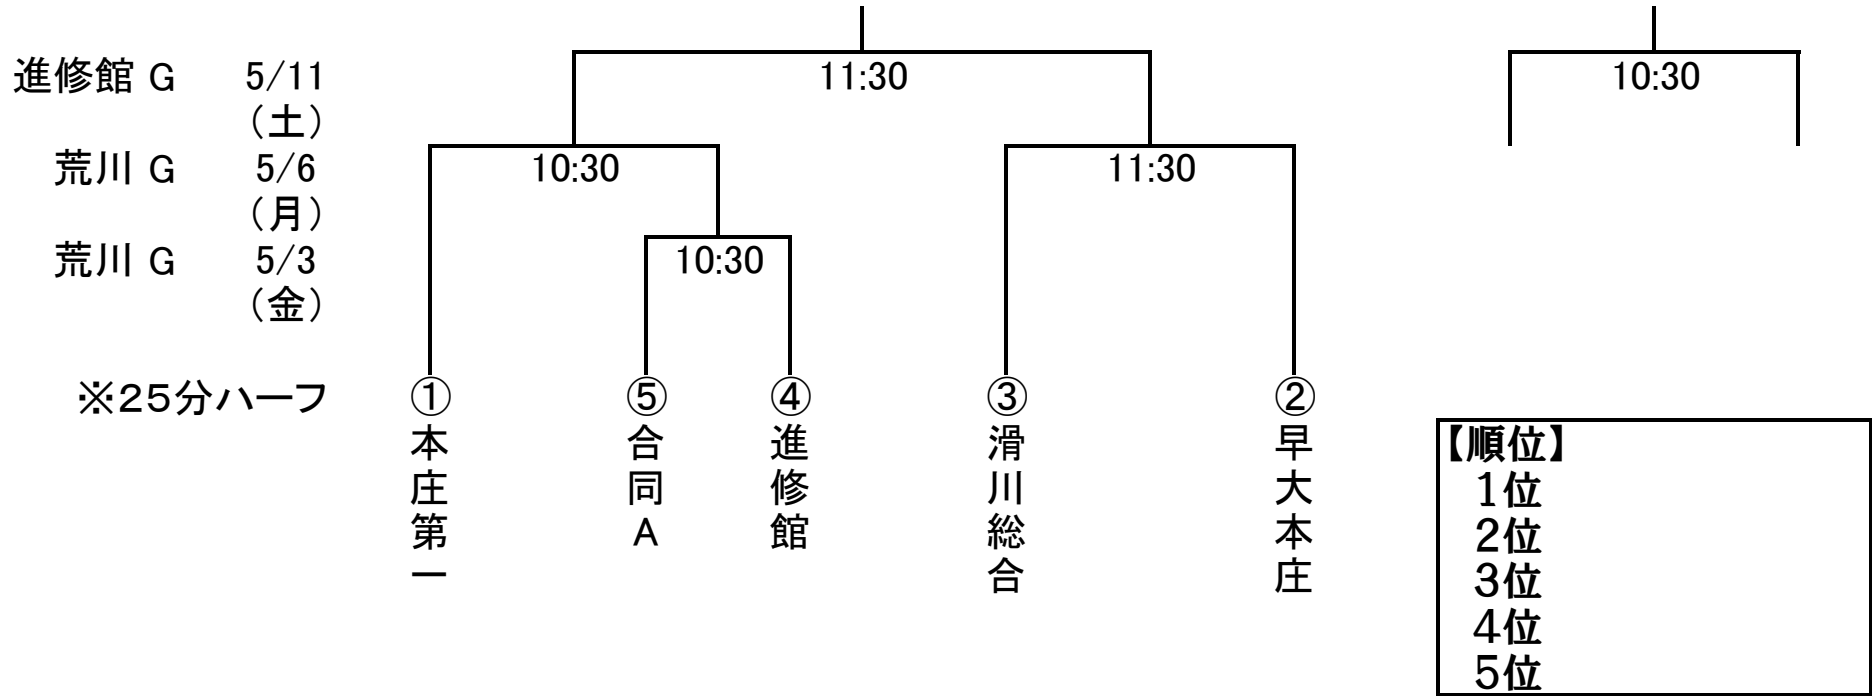 進修館 G 5/11 11:30 10:30
（土）
荒川 G 5/6 10:30 11:30
（月）
荒川 G 5/3 10:30
（金）
※２５分ハーフ
①本庄第一
⑤合同A
④進修館
③滑川総合
②早大本庄
【順位】
1位
2位
3位
4位
5位